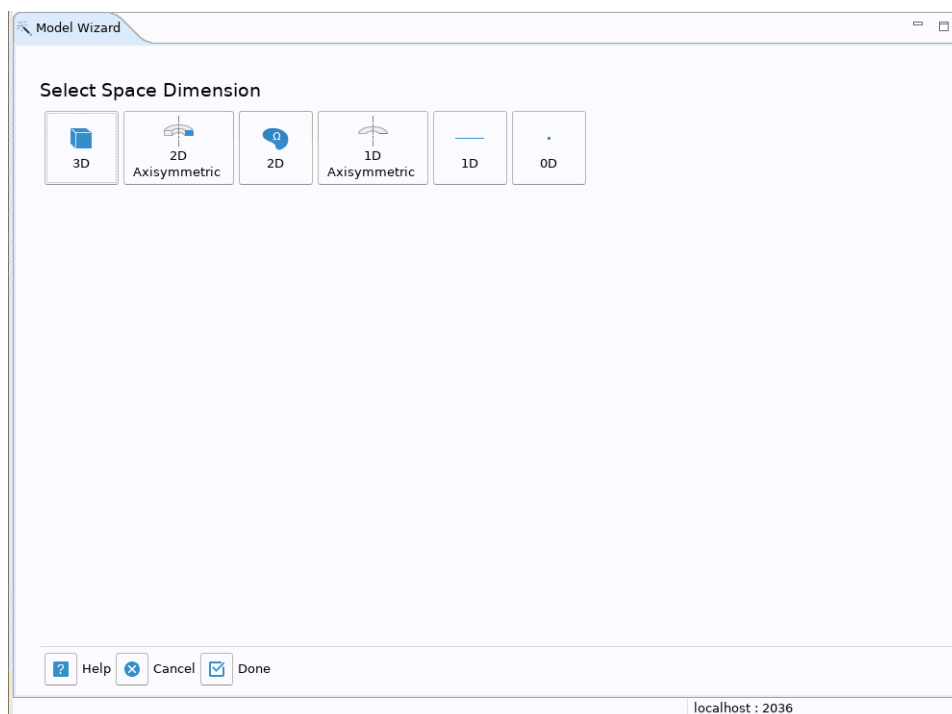 Model Wizard
Select Space Dimension
3D
2D
Axisymmetric
Ω
2D
1D
Axisymmetric
1D
0D
? Help
Cancel
Done
localhost : 2036